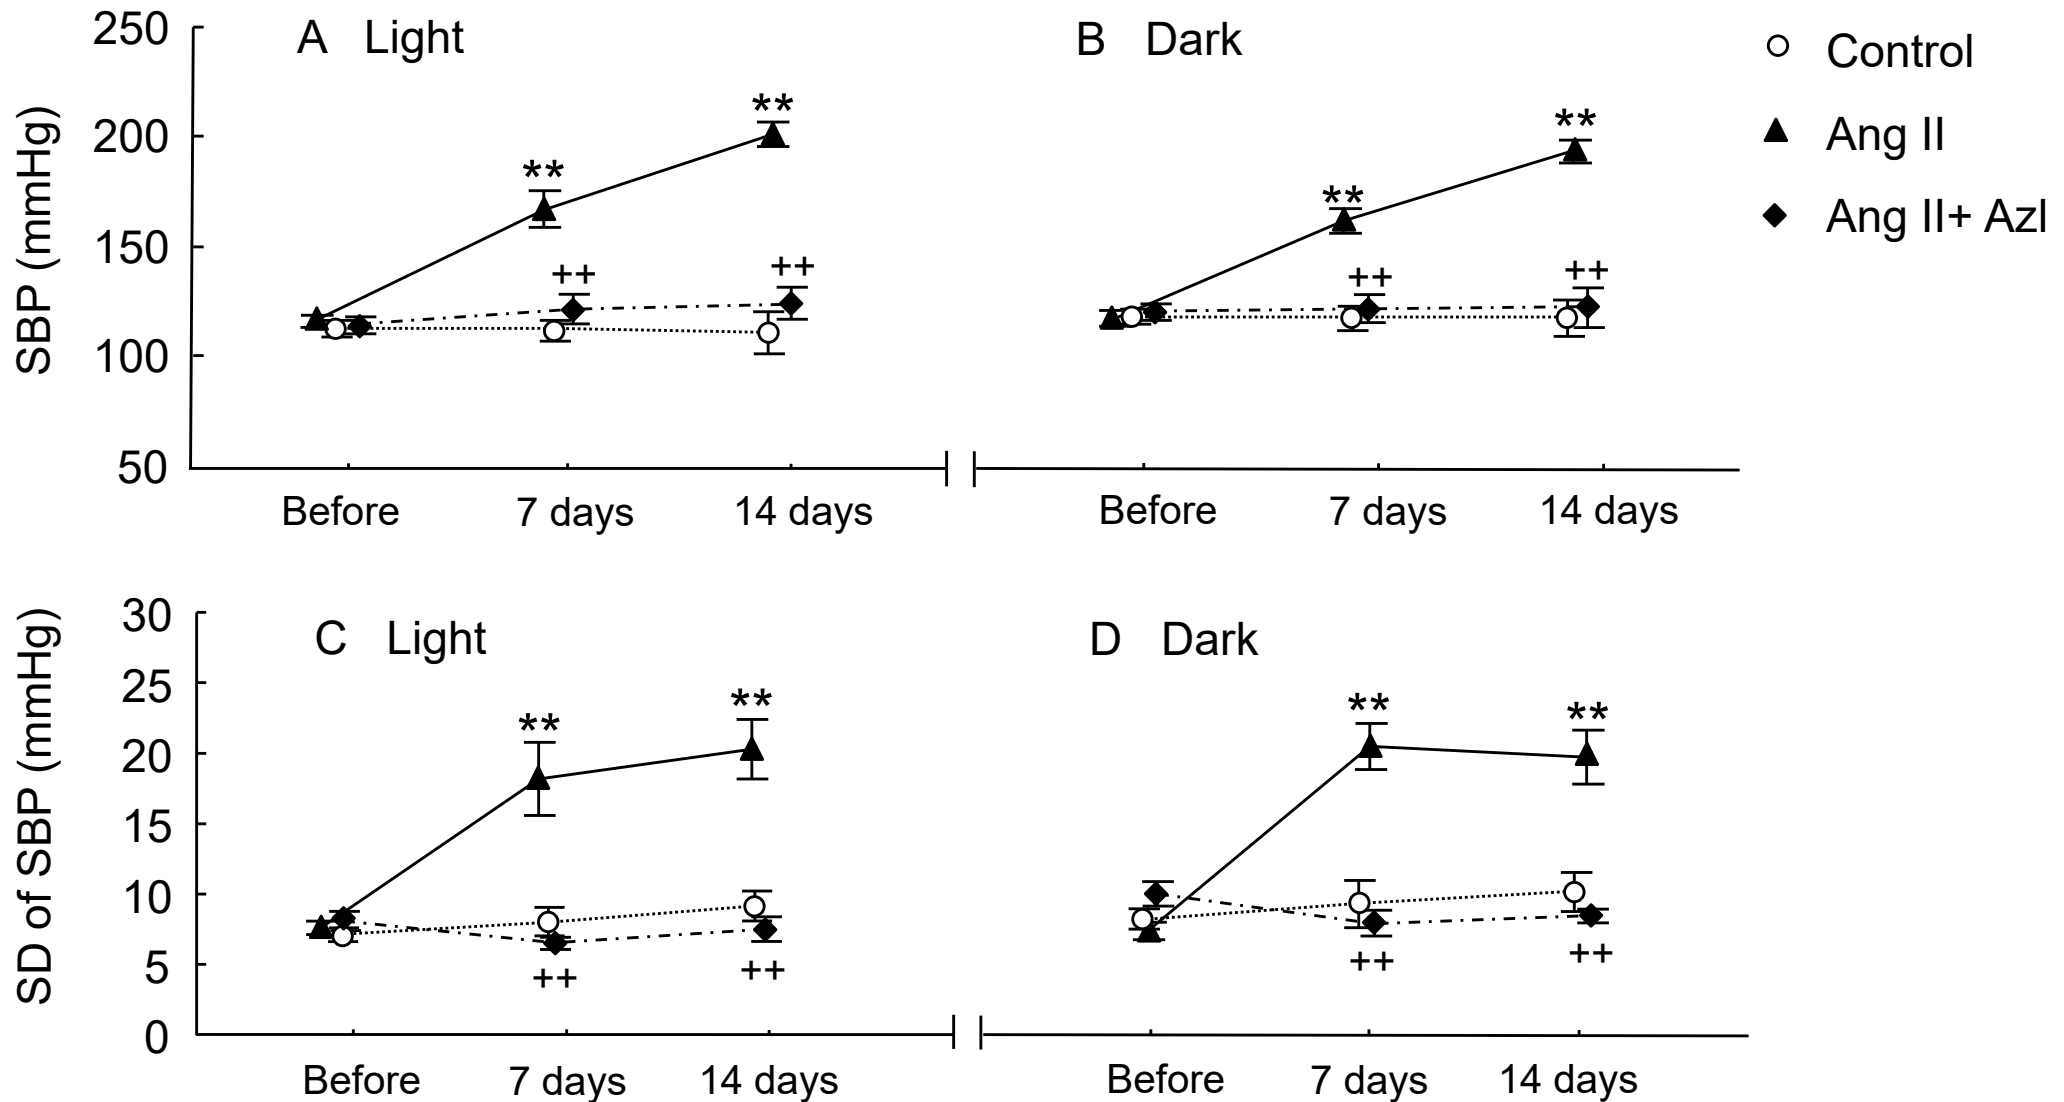 A Light
B Dark
Control
Ang II
Ang II+ Azl
SBP (mmHg)
250
200
150
100
50
**
**
++
++
**
**
++
++
Before
7 days
14 days
Before
7 days
14 days
C Light
D Dark
SD of SBP (mmHg)
30
25
20
15
10
5
0
**
**
++
++
**
**
++
++
Before
7 days
14 days
Before
7 days
14 days